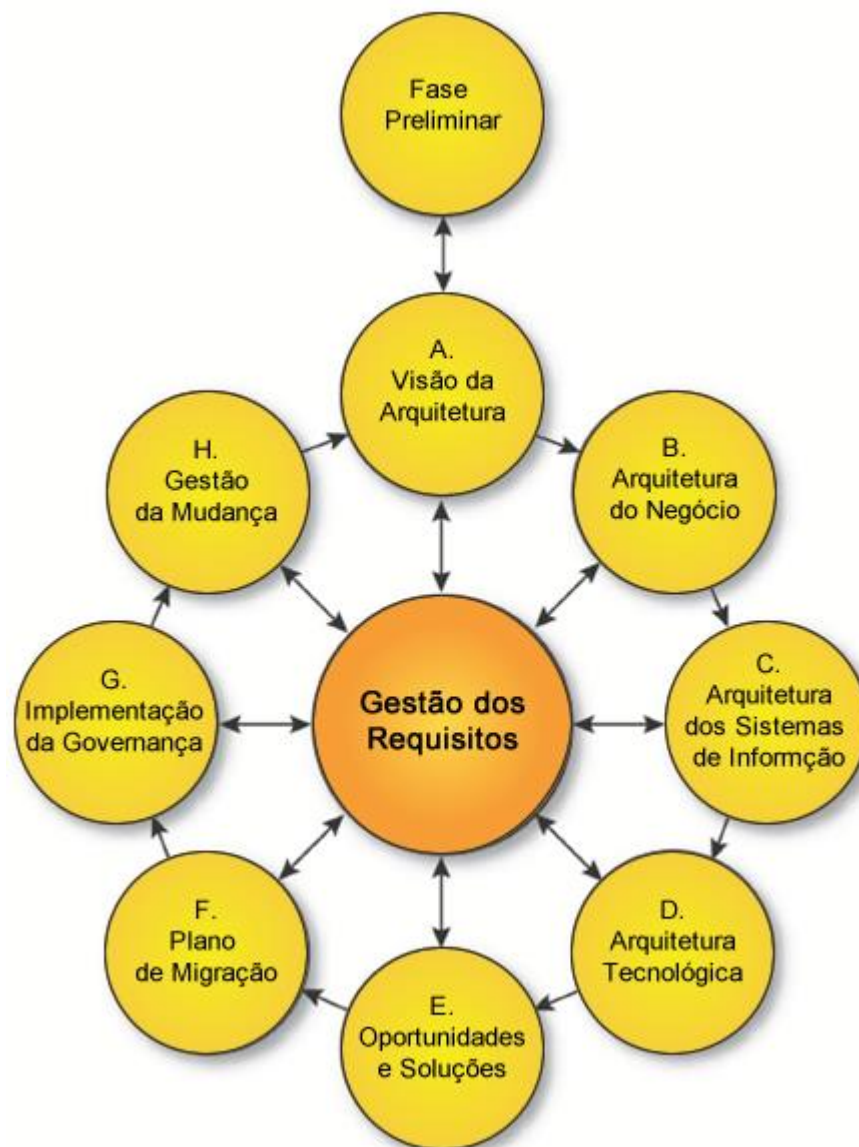 Fase
Preliminar
A.
Visão da
Arquitetura
B.
Arquitetura
do Negócio
C.
Arquitetura
dos Sistemas
de Informção
D.
Arquitetura
Tecnológica
E.
Oportunidades
e Soluções
F.
Plano
de Migração
G.
Implementação
da Governança
H.
Gestão
da Mudança
Gestão dos
Requisitos